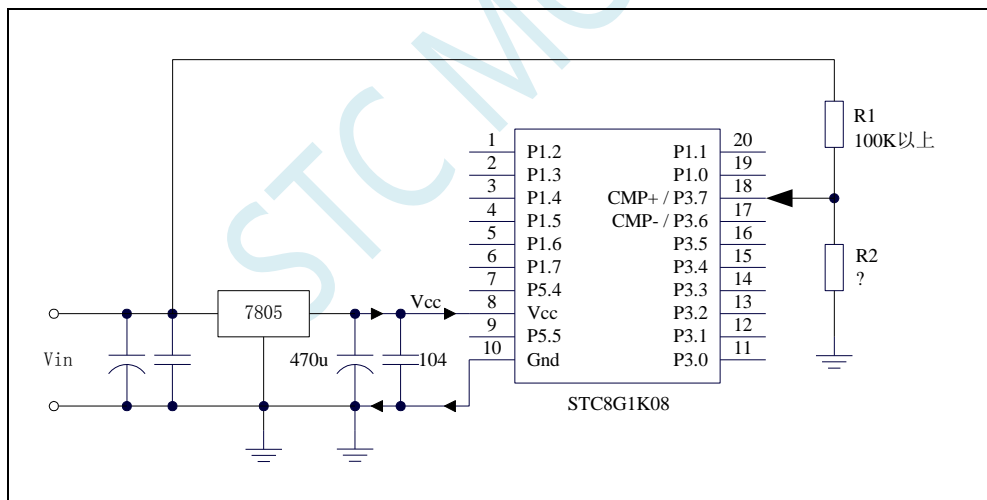 STC MC
R1
100K以上
1 P1.2 P1.1 20
2 P1.3 P1.0 19
3 P1.4 CMP+ / P3.7 18
4 P1.5 CMP- / P3.6 17
5 P1.6 P3.5 16
6 P1.7 P3.4 15
7 P5.4 P3.3 14
8 Vcc P3.2 13
9 P5.5 P3.1 12
10 Gnd P3.0 11
R2
?
7805
Vcc
Vin
470u
104
STC8G1K08